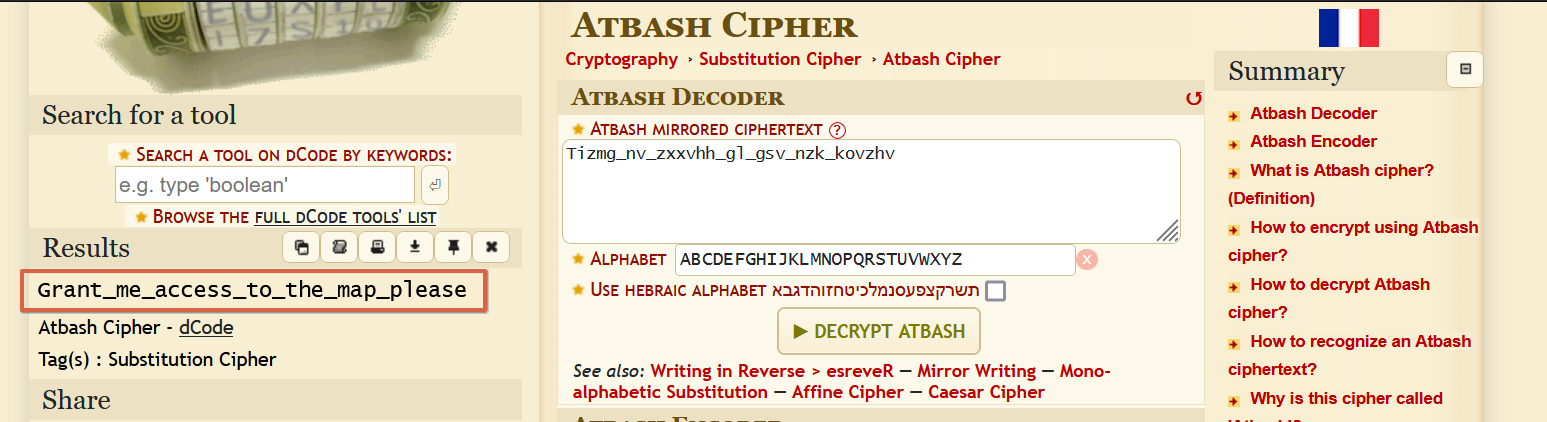 Search for a tool
★ Search a tool on dCode by keywords:
e.g. type 'boolean'
★ Browse the full dCode tools' list
Results
Grant_me_access_to_the_map_please
Atbash Cipher - dCode
Tag(s) : Substitution Cipher
Share
Atbash Cipher
Cryptography › Substitution Cipher › Atbash Cipher
Atbash Decoder
★ Atbash mirrored ciphertext ?
Tizmg_nv_zxxvhh_gl_gsv_nzk_kovzhv
★ Alphabet ABCDEFGHIJKLMNOPQRSTUVWXYZ X
★ Use hebraic alphabet תשרקצפעסנמלכיטחזוהדגבא
▶ DECRYPT ATBASH
See also: Writing in Reverse > esreveR — Mirror Writing — Mono-
alphabetic Substitution — Affine Cipher — Caesar Cipher
Atbash Encoder
Summary
Atbash Decoder
Atbash Encoder
What is Atbash cipher?
(Definition)
How to encrypt using Atbash
cipher?
How to decrypt Atbash
cipher?
How to recognize an Atbash
ciphertext?
Why is this cipher called